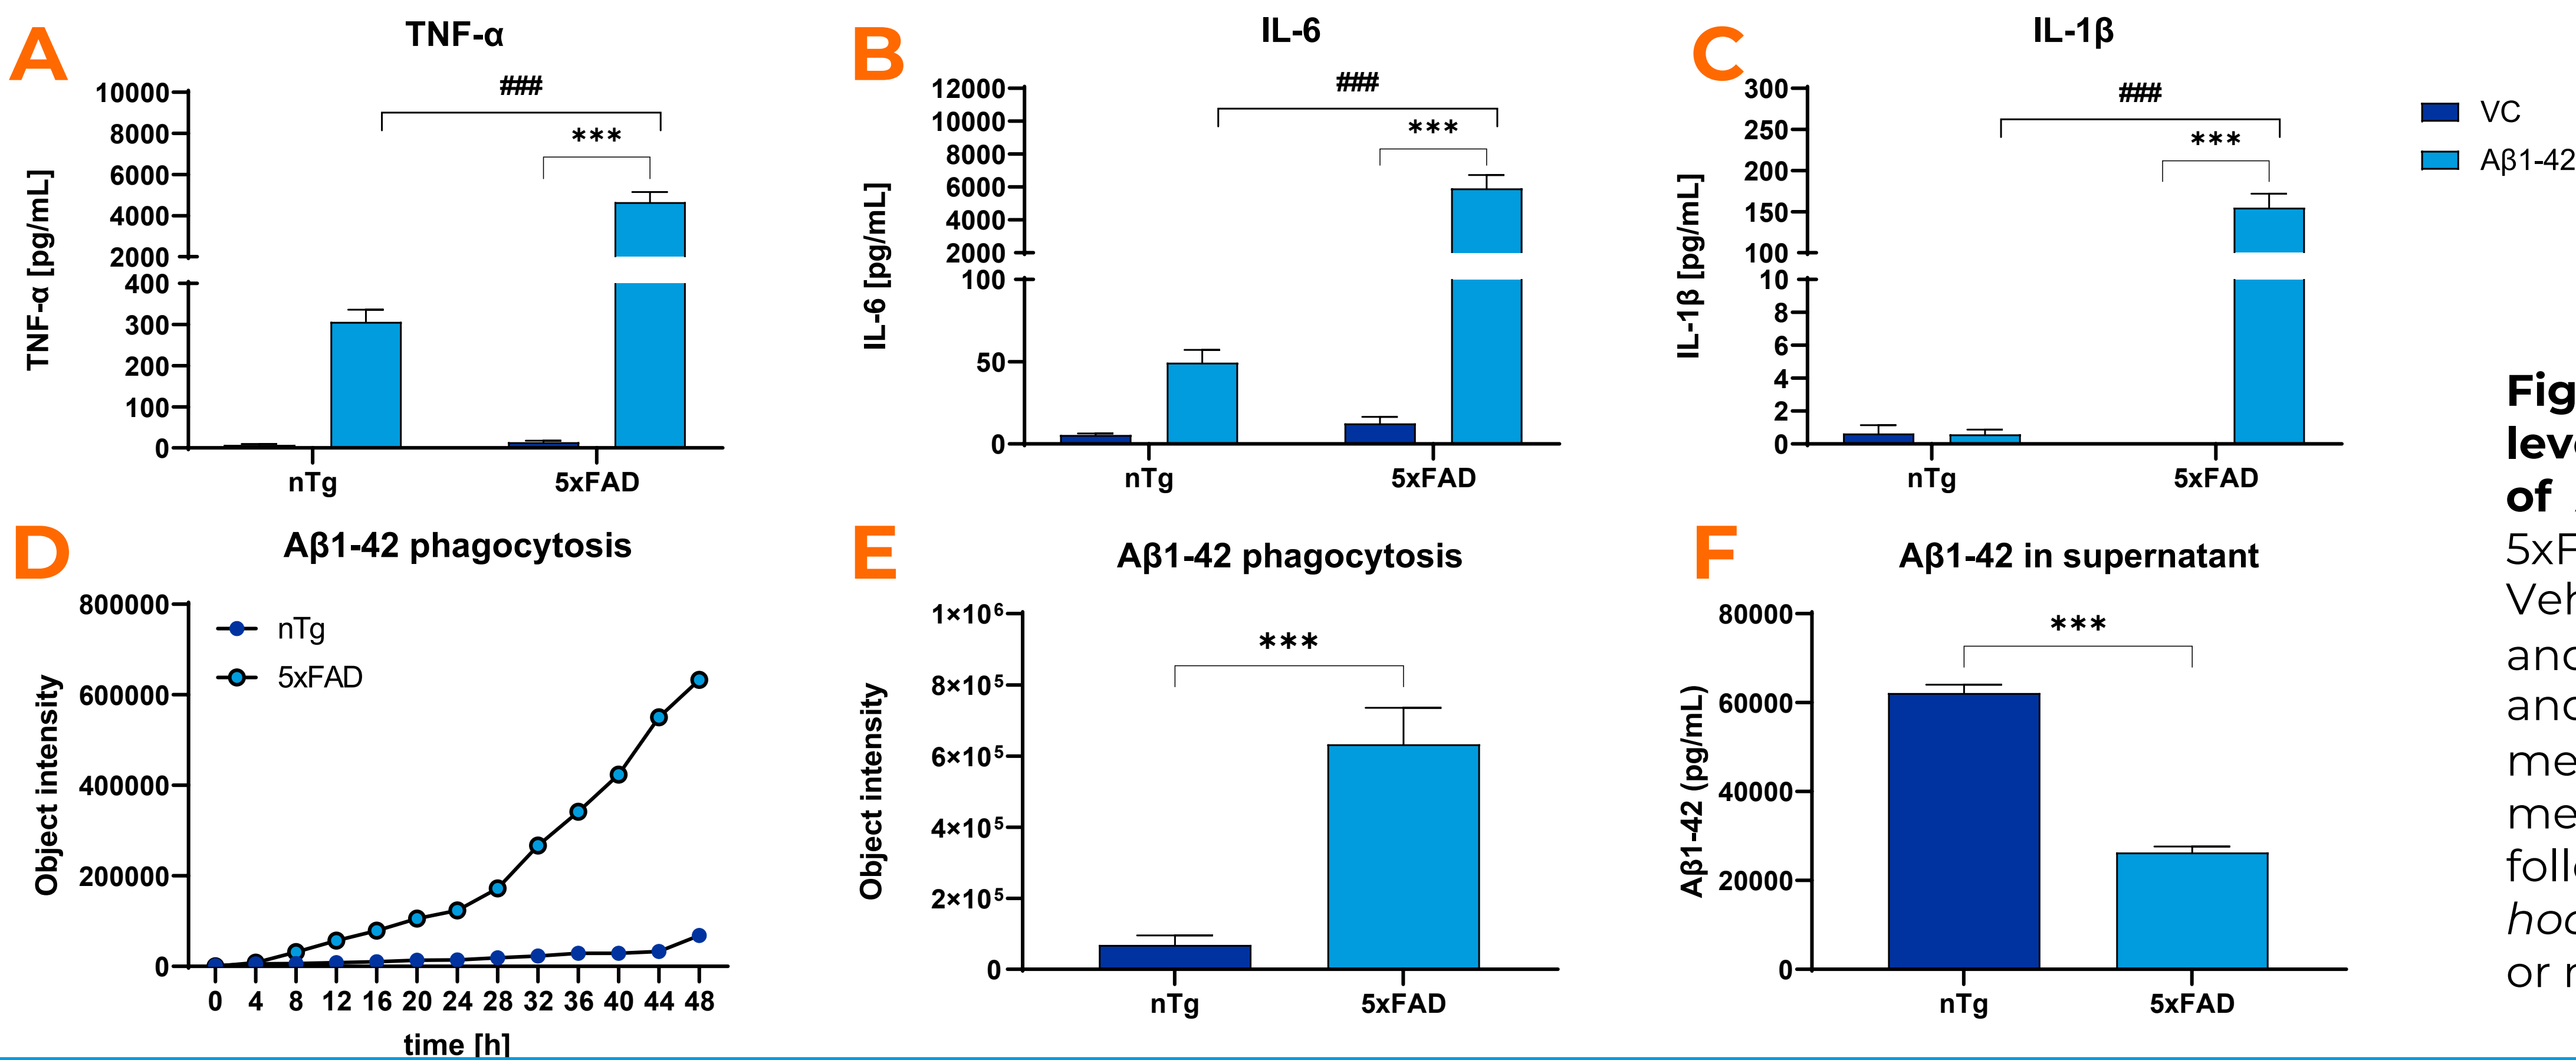 A
TNF-α
TNF-α [pg/mL]
10000
8000
6000
4000
2000
400
300
200
100
0
###
***
nTg
5xFAD
B
IL-6
IL-6 [pg/mL]
12000
10000
8000
6000
4000
2000
100
50
0
###
***
nTg
5xFAD
C
IL-1β
IL-1β [pg/mL]
300
250
200
150
100
10
8
6
4
2
0
###
***
nTg
5xFAD
VC
Aβ1-42
D
Aβ1-42 phagocytosis
Object intensity
800000
600000
400000
200000
0
nTg
5xFAD
0 4 8 12 16 20 24 28 32 36 40 44 48
time [h]
E
Aβ1-42 phagocytosis
Object intensity
1×10⁶
8×10⁵
6×10⁵
4×10⁵
2×10⁵
0
***
nTg
5xFAD
F
Aβ1-42 in supernatant
Aβ1-42 (pg/mL)
80000
60000
40000
20000
0
***
nTg
5xFAD
Fig
of
or